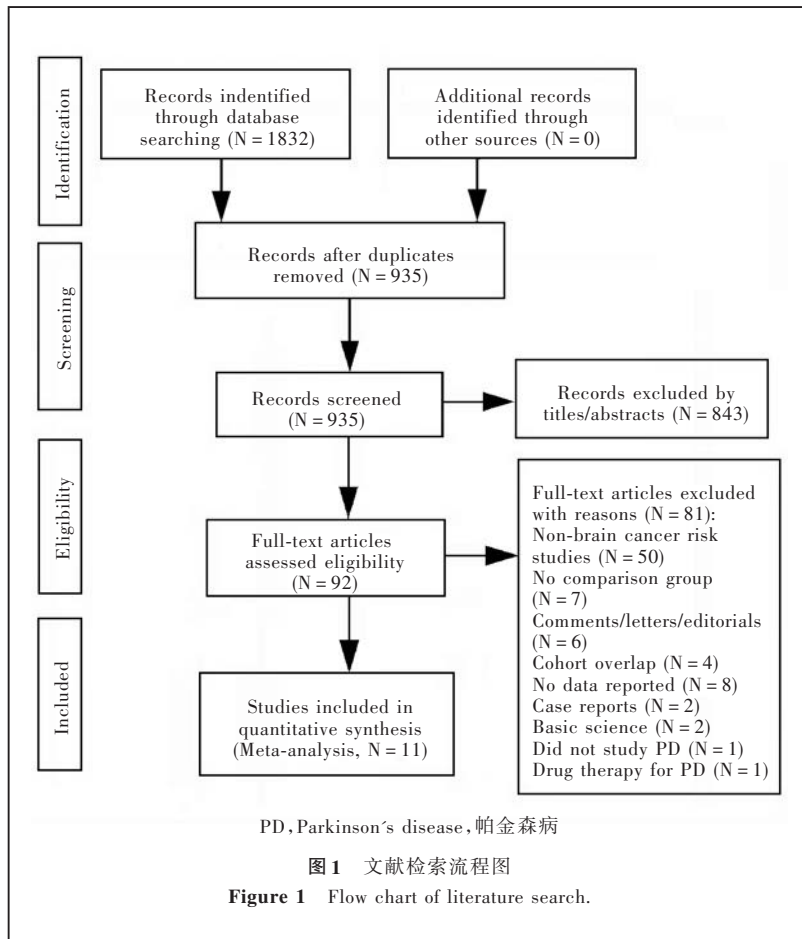 Identification
Records indentified
through database
searching (N = 1832)
Additional records
identified through
other sources (N = 0)
Screening
Records after duplicates
removed (N = 935)
Records screened
(N = 935)
Records excluded by
titles/abstracts (N = 843)
Eligibility
Full-text articles
assessed eligibility
(N = 92)
Full-text articles excluded
with reasons (N = 81):
Non-brain cancer risk
studies (N = 50)
No comparison group
(N = 7)
Comments/letters/editorials
(N = 6)
Cohort overlap (N = 4)
No data reported (N = 8)
Case reports (N = 2)
Basic science (N = 2)
Did not study PD (N = 1)
Drug therapy for PD (N = 1)
Included
Studies included in
quantitative synthesis
(Meta-analysis, N = 11)
PD,Parkinson′s disease,帕金森病
图1 文献检索流程图
Figure 1 Flow chart of literature search.